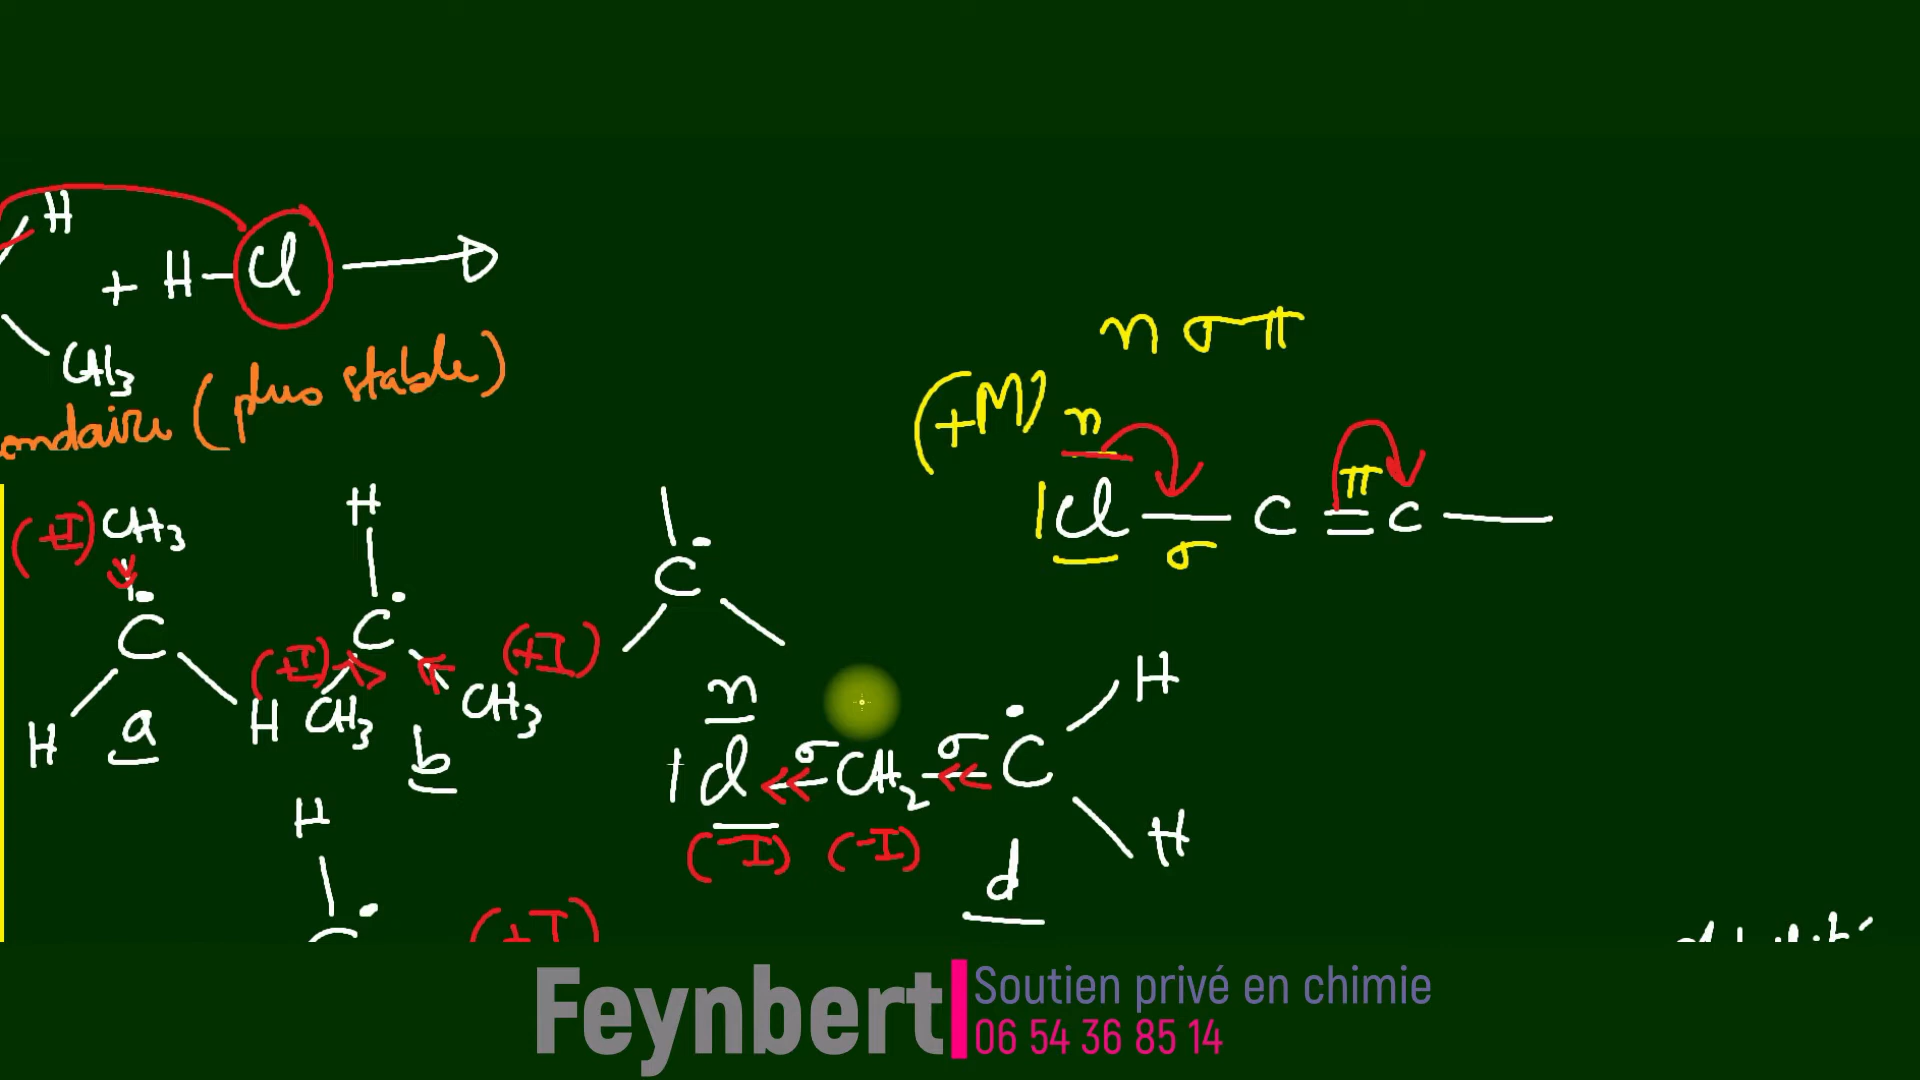 H
+ H-Cl
CH3
ondaire (plus stable)
n σ π
(+M) n
|Cl — C = C —
π
σ
(+I) CH3
H
Ċ
Ċ
Ċ
(+I)
(+I)
H
H
CH3
CH3
a
b
n
|Cl σ CH2 σ Ċ
H
H
(-I) (-I)
d
H
(+I)
Feynbert
Soutien privé en chimie
06 54 36 85 14